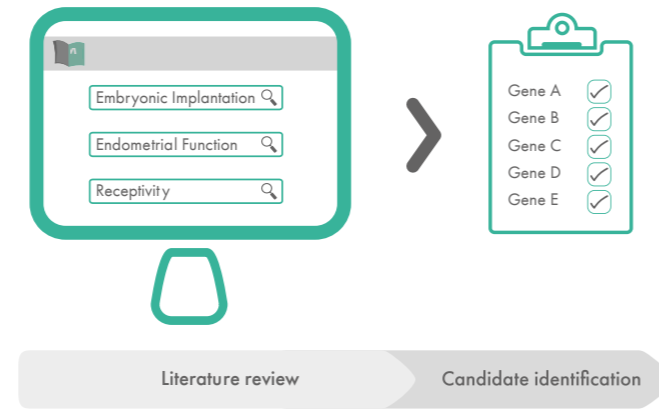 n
Embryonic Implantation
Endometrial Function
Receptivity
Gene A
Gene B
Gene C
Gene D
Gene E
Literature review
Candidate identification